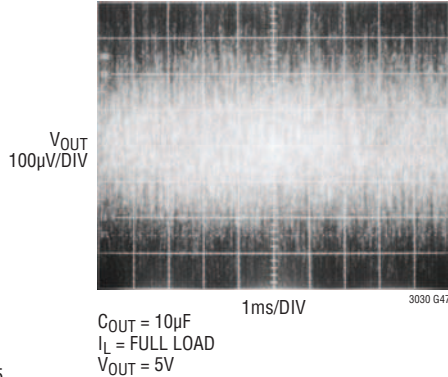 VOUT
100µV/DIV
1ms/DIV
3030 G47
COUT = 10µF
IL = FULL LOAD
VOUT = 5V
s